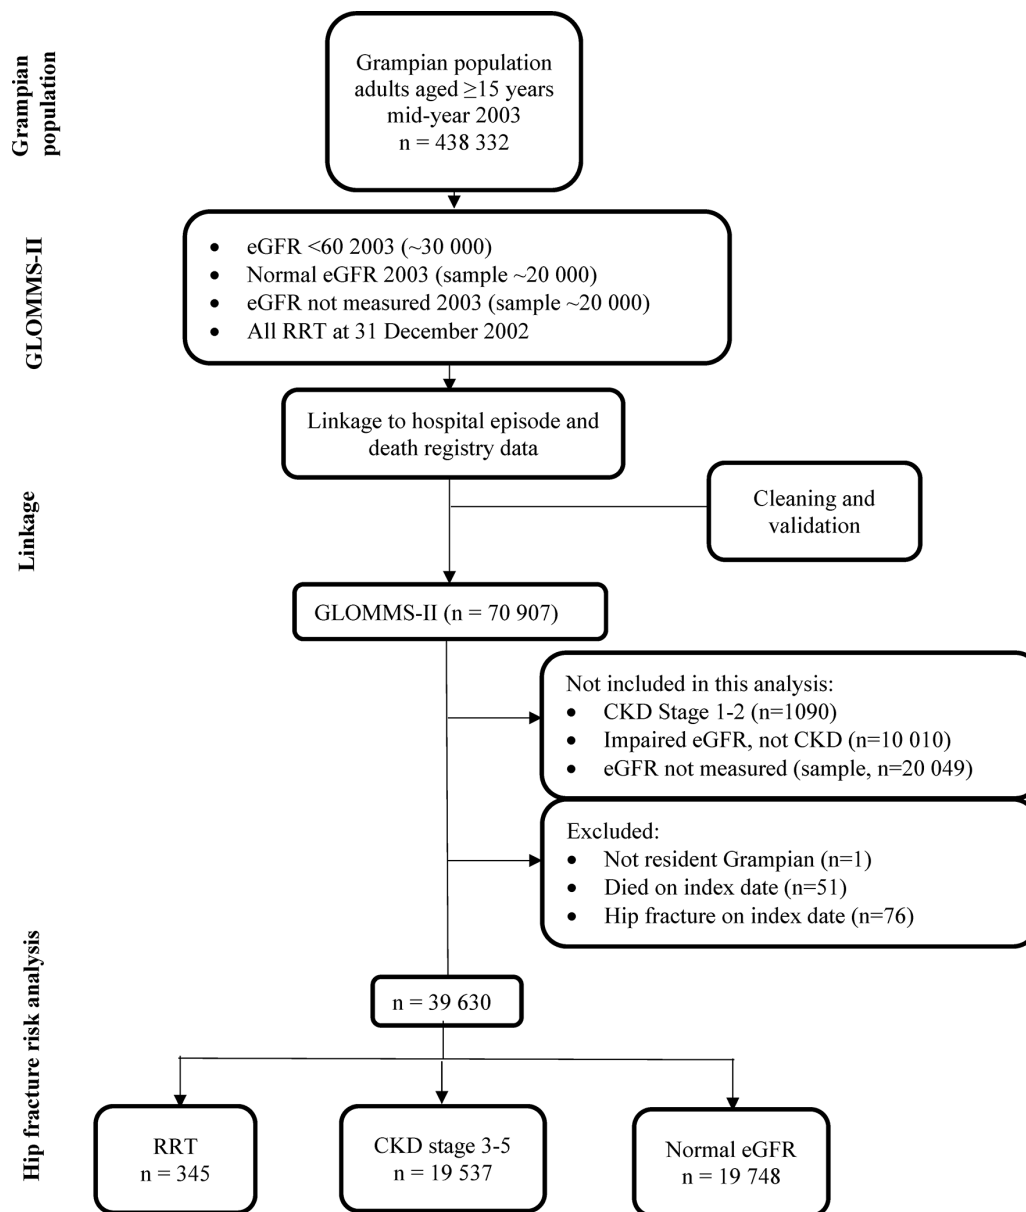 Grampian
population
Grampian population
adults aged ≥15 years
mid-year 2003
n = 438 332
GLOMMS-II
• eGFR <60 2003 (~30 000)
• Normal eGFR 2003 (sample ~20 000)
• eGFR not measured 2003 (sample ~20 000)
• All RRT at 31 December 2002
Linkage to hospital episode and
death registry data
Linkage
Cleaning and
validation
GLOMMS-II (n = 70 907)
Not included in this analysis:
• CKD Stage 1-2 (n=1090)
• Impaired eGFR, not CKD (n=10 010)
• eGFR not measured (sample, n=20 049)
Excluded:
• Not resident Grampian (n=1)
• Died on index date (n=51)
• Hip fracture on index date (n=76)
Hip fracture risk analysis
n = 39 630
RRT
n = 345
CKD stage 3-5
n = 19 537
Normal eGFR
n = 19 748